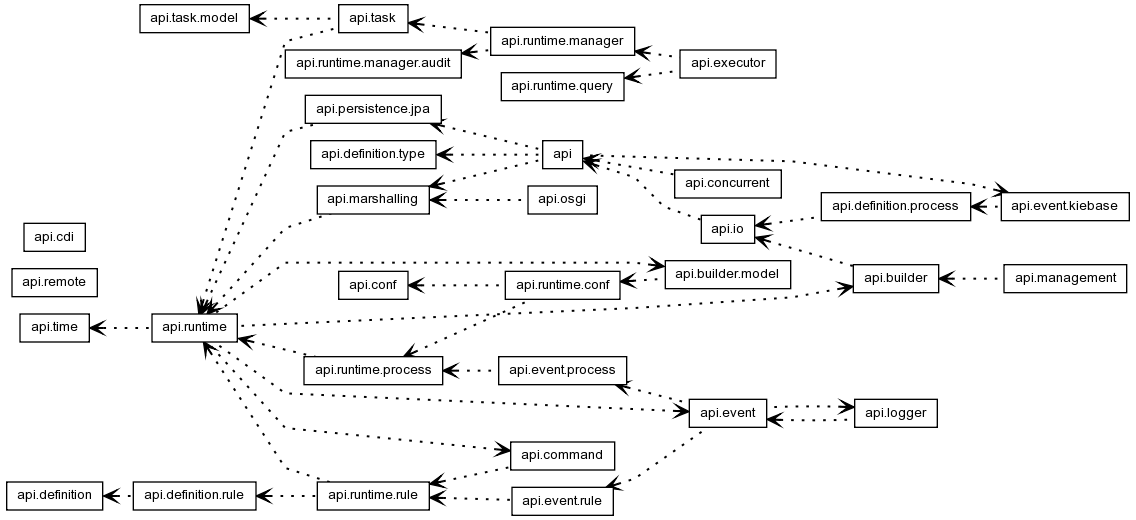 api.task.model
api.task
api.runtime.manager
api.runtime.manager.audit
api.executor
api.runtime.query
api.persistence.jpa
api.definition.type
api
api.concurrent
api.marshalling
api.osgi
api.definition.process
api.event.kiebase
api.io
api.cdi
api.remote
api.conf
api.runtime.conf
api.builder.model
api.builder
api.management
api.time
api.runtime
api.runtime.process
api.event.process
api.event
api.logger
api.command
api.definition
api.definition.rule
api.runtime.rule
api.event.rule